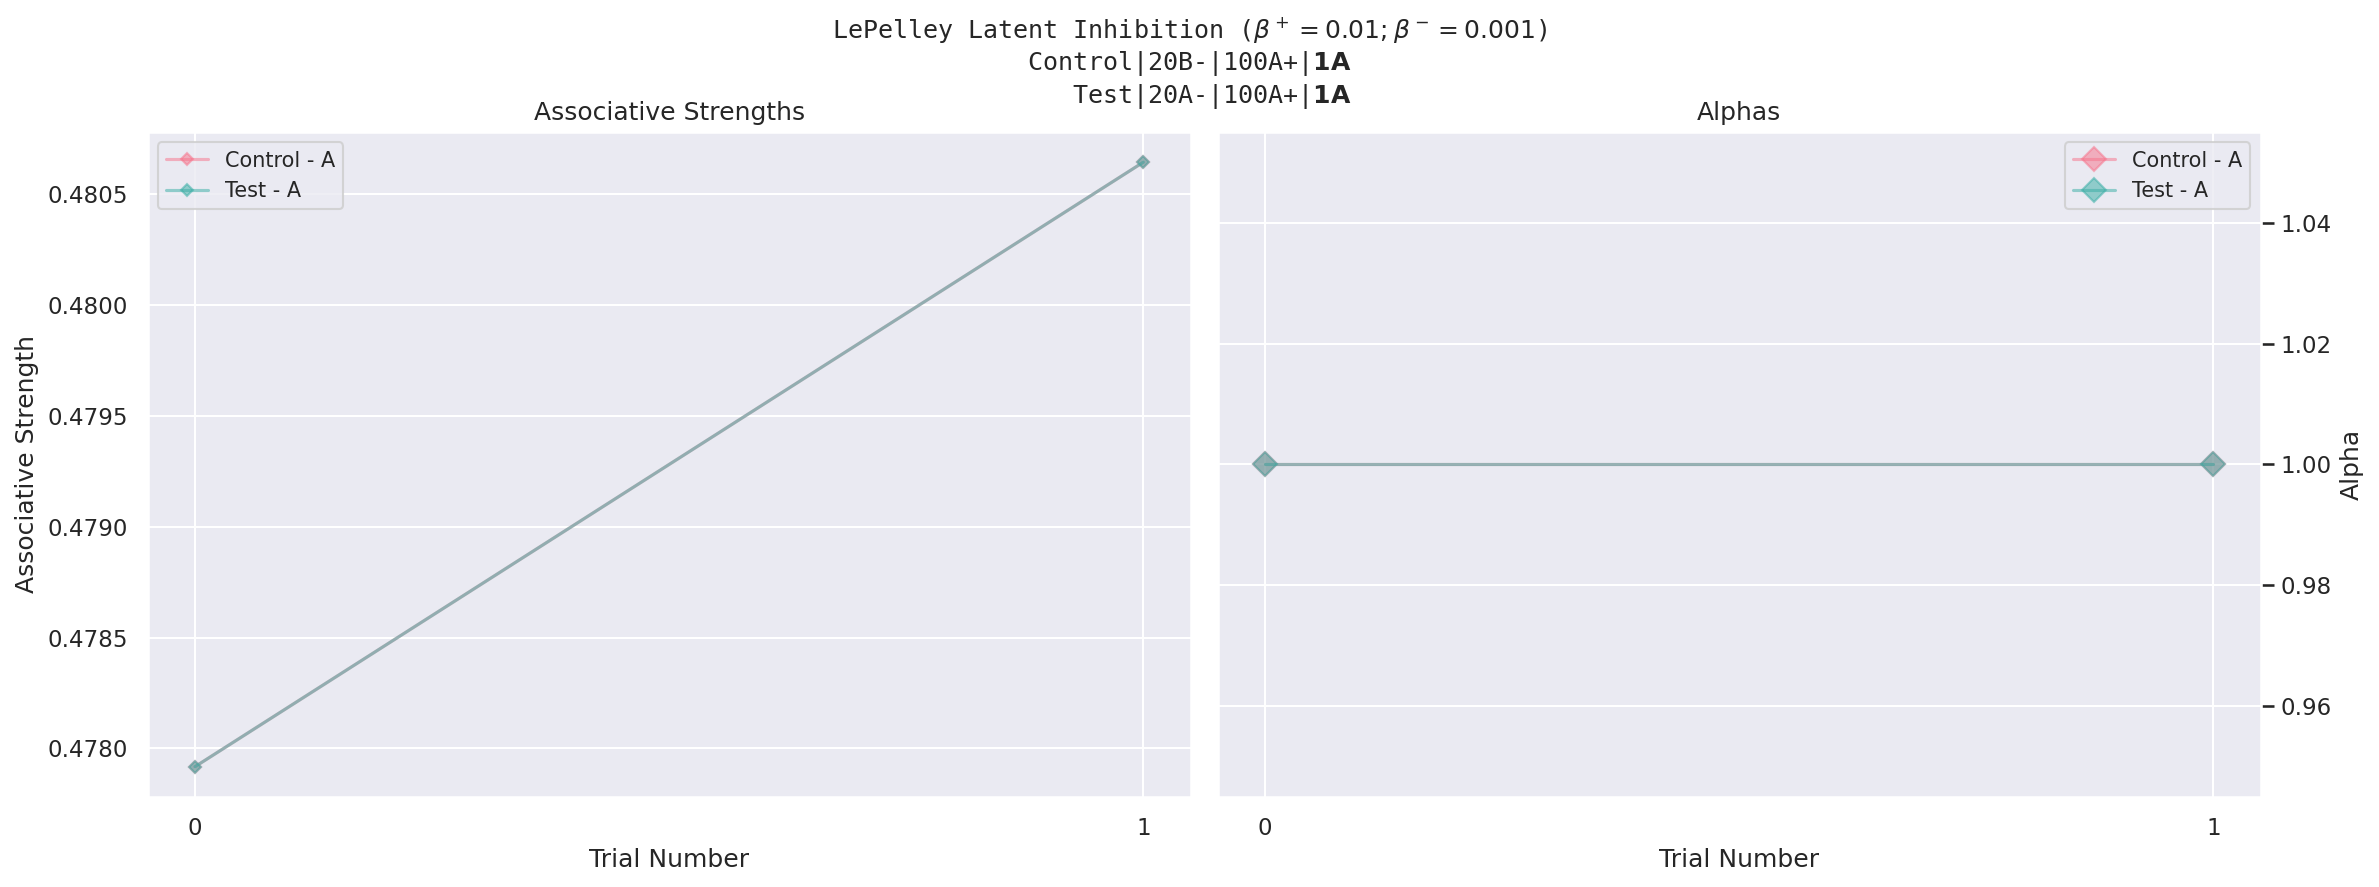 LePelley Latent Inhibition (β⁺ = 0.01; β⁻ = 0.001)
Control|20B-|100A+|1A
Test|20A-|100A+|1A
Associative Strengths
Control - A
Test - A
0.4805
0.4800
0.4795
0.4790
0.4785
0.4780
Associative Strength
0
1
Trial Number
Alphas
Control - A
Test - A
1.04
1.02
1.00
0.98
0.96
Alpha
0
1
Trial Number